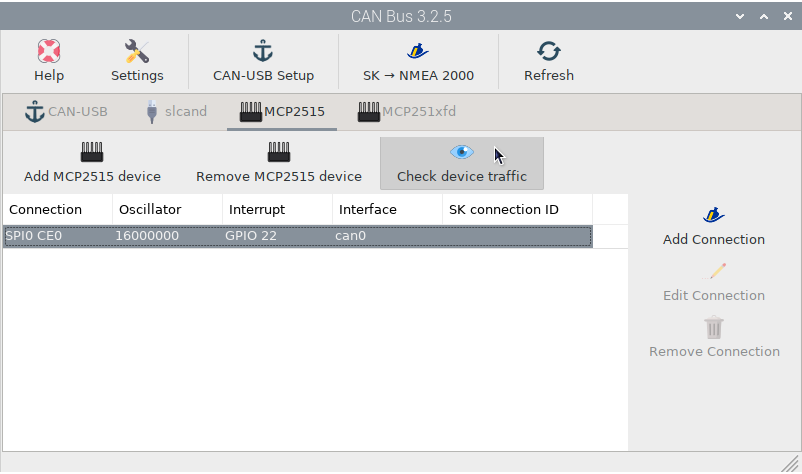 CAN Bus 3.2.5
Help Settings CAN-USB Setup SK → NMEA 2000 Refresh
CAN-USB slcand MCP2515 MCP251xfd
Add MCP2515 device Remove MCP2515 device Check device traffic
Connection Oscillator Interrupt Interface SK connection ID
SPI0 CE0 16000000 GPIO 22 can0
Add Connection
Edit Connection
Remove Connection